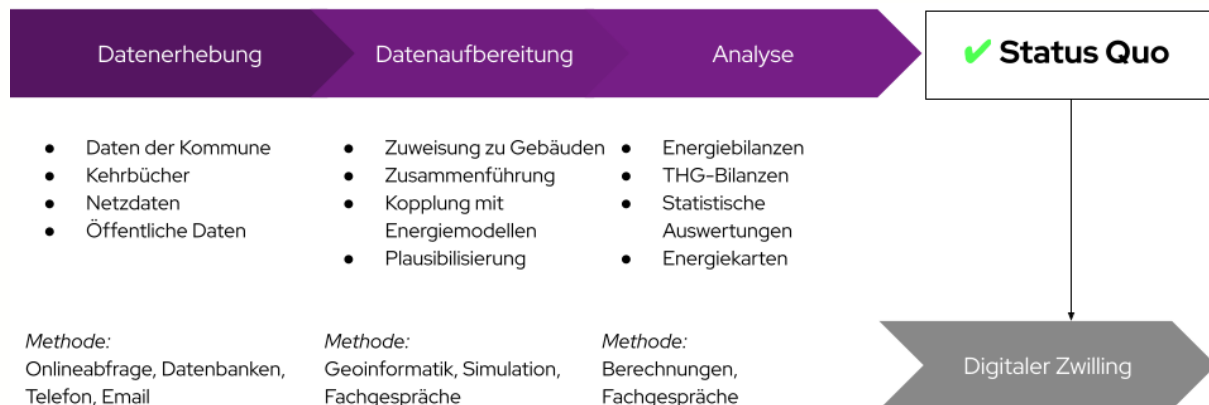 Datenerhebung
Datenaufbereitung
Analyse
✔ Status Quo
● Daten der Kommune
● Kehrbücher
● Netzdaten
● Öffentliche Daten
● Zuweisung zu Gebäuden
● Zusammenführung
● Kopplung mit
Energiemodellen
● Plausibilisierung
● Energiebilanzen
● THG-Bilanzen
● Statistische
Auswertungen
● Energiekarten
Methode:
Onlineabfrage, Datenbanken,
Telefon, Email
Methode:
Geoinformatik, Simulation,
Fachgespräche
Methode:
Berechnungen,
Fachgespräche
Digitaler Zwilling